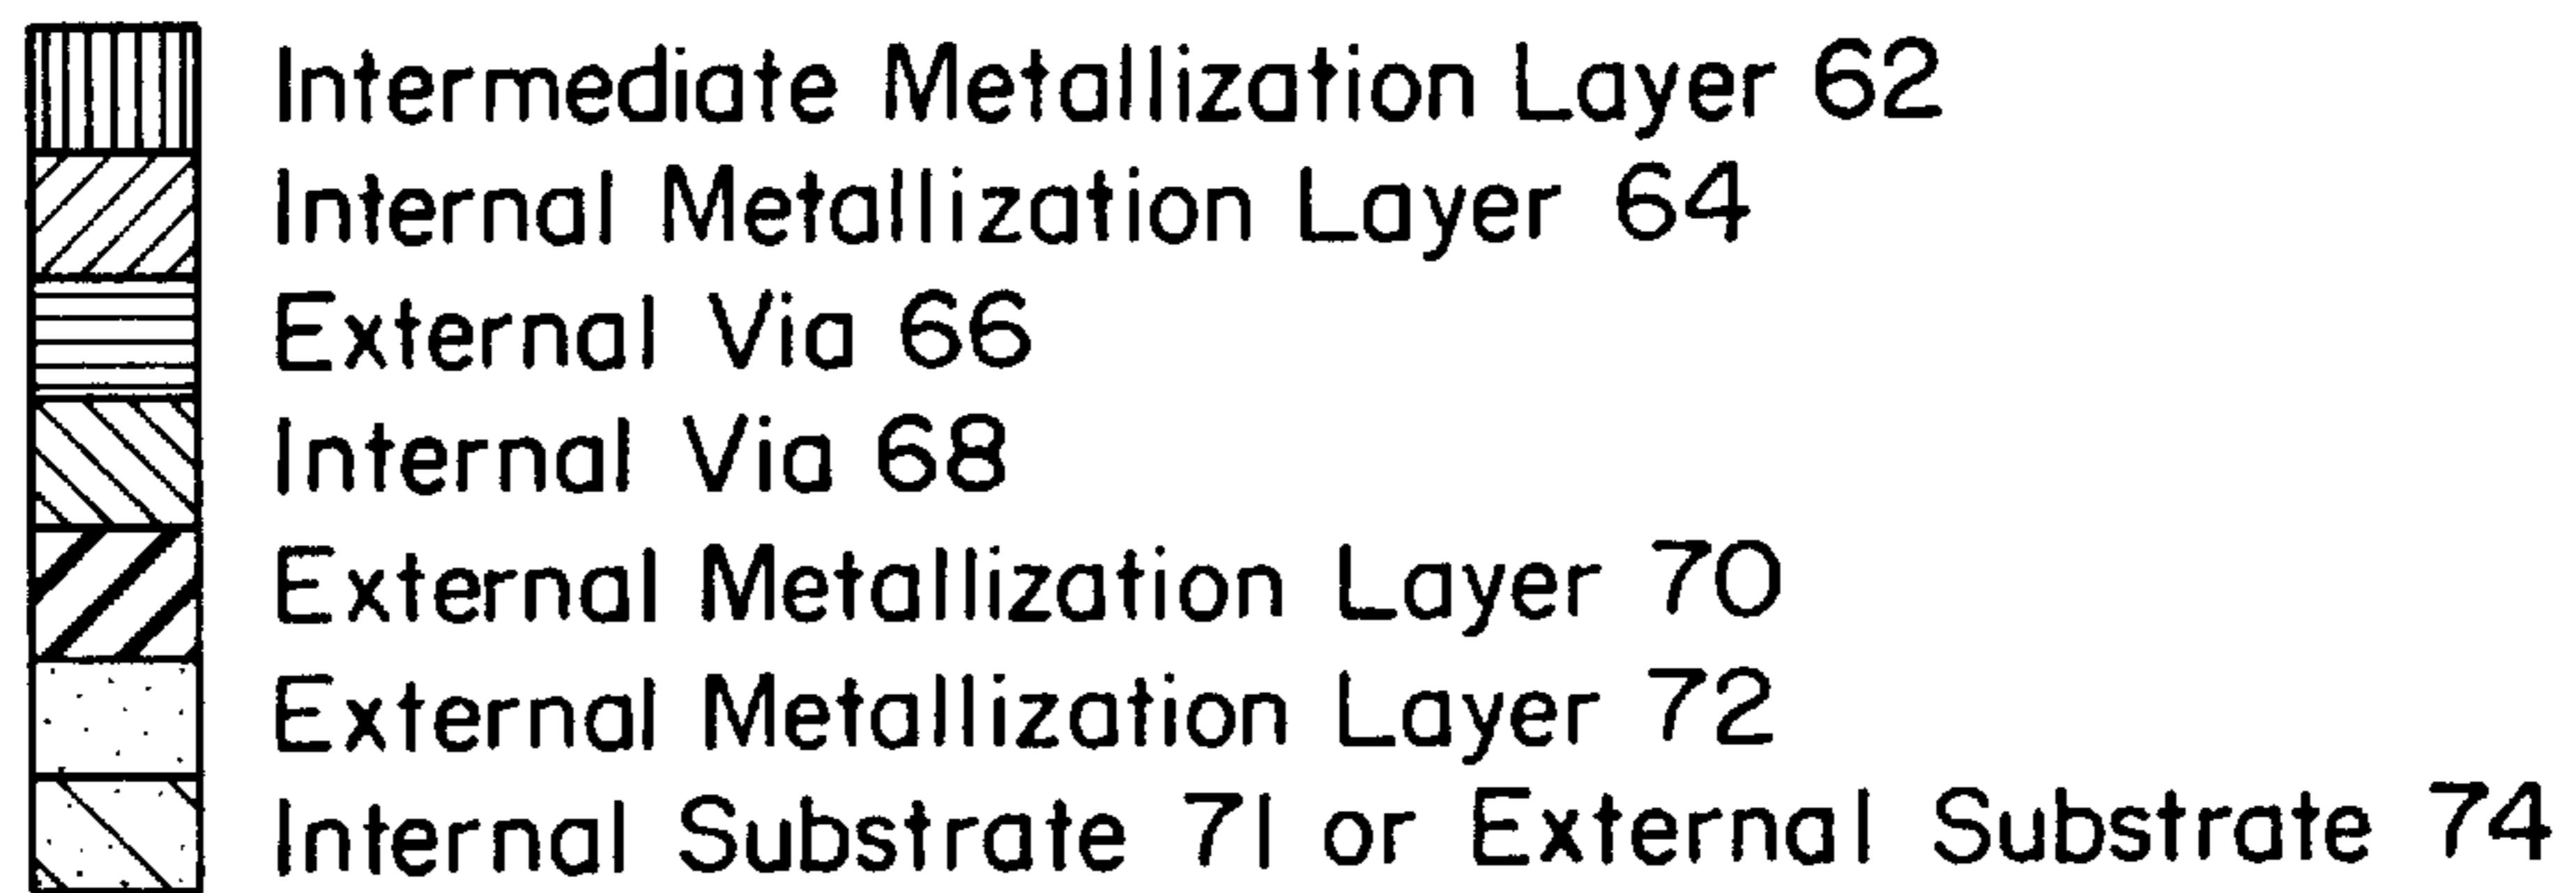 Intermediate Metallization Layer 62
Internal Metallization Layer 64
External Via 66
Internal Via 68
External Metallization Layer 70
External Metallization Layer 72
Internal Substrate 71 or External Substrate 74